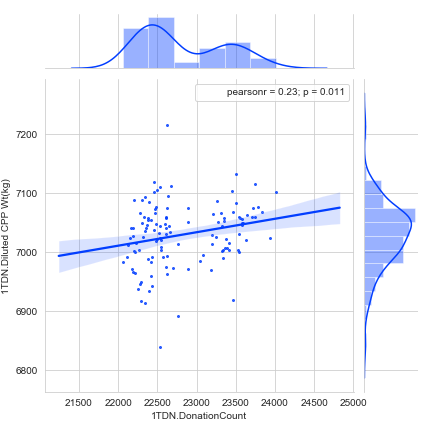 pearsonr = 0.23; p = 0.011
7200
7100
7000
6900
6800
1TDN.Diluted CPP Wt(kg)
21500 22000 22500 23000 23500 24000 24500 25000
1TDN.DonationCount